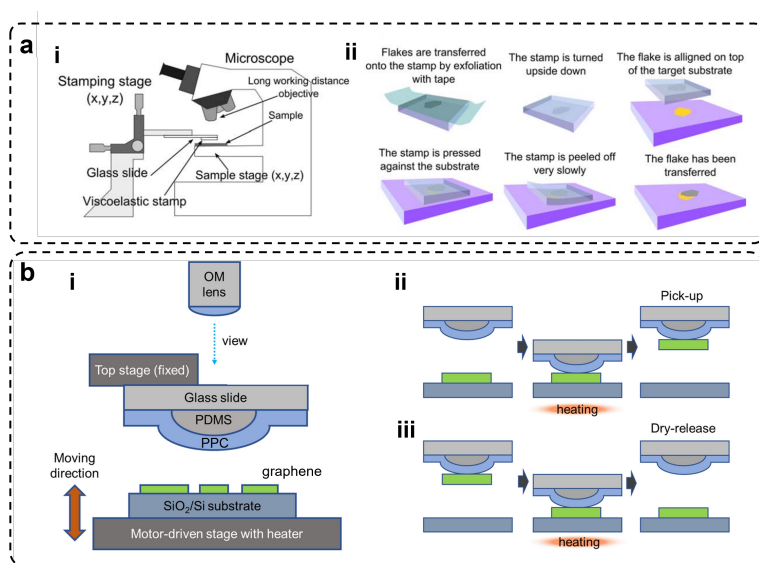 a
i
Microscope
Stamping stage
(x,y,z)
Long working distance
objective
Sample
Glass slide
Viscoelastic stamp
Sample stage (x,y,z)
ii
Flakes are transferred
onto the stamp by exfoliation
with tape
The stamp is turned
upside down
The flake is alligned on top
of the target substrate
The stamp is pressed
against the substrate
The stamp is peeled off
very slowly
The flake has been
transferred
b
i
OM
lens
view
Top stage (fixed)
Glass slide
PDMS
PPC
Moving
direction
graphene
SiO2/Si substrate
Motor-driven stage with heater
ii
Pick-up
heating
iii
Dry-release
heating